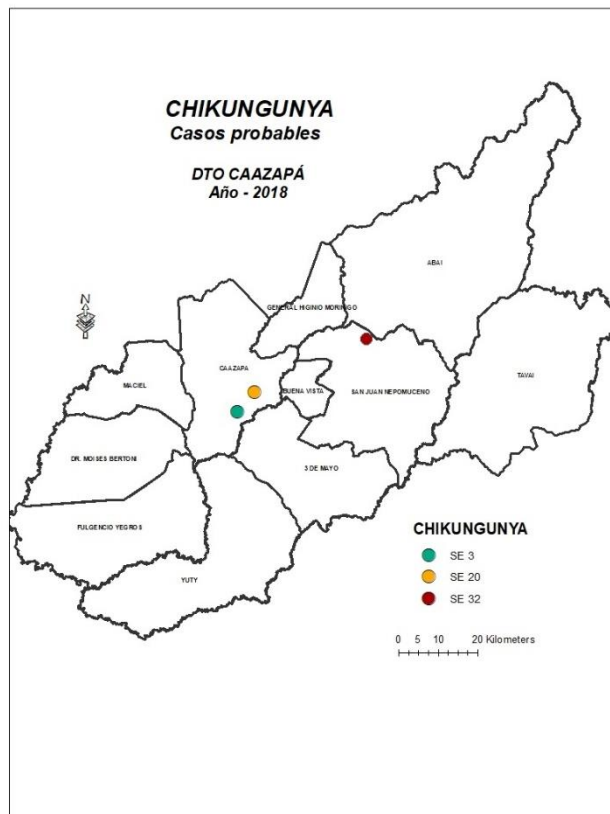 CHIKUNGUNYA
Casos probables
DTO CAAZAPÁ
Año - 2018
ABAI
GENERAL HIGINIO MORINIGO
N
TAVAI
CAAZAPA
MACIEL
BUENA VISTA
SAN JUAN NEPOMUCENO
DR. MOISES BERTONI
3 DE MAYO
FULGENCIO YEGROS
YUTY
CHIKUNGUNYA
SE 3
SE 20
SE 32
0 5 10 20 Kilometers